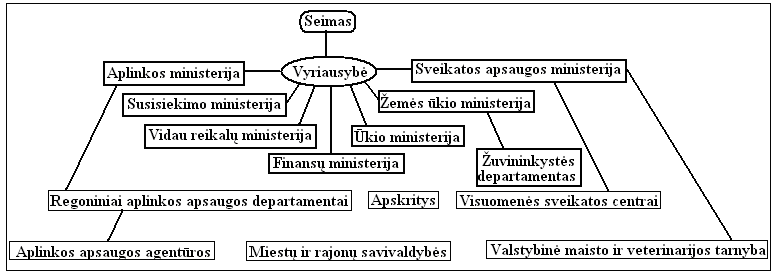 Seimas
Vyriausybė
Aplinkos ministerija
Sveikatos apsaugos ministerija
Susisiekimo ministerija
Žemės ūkio ministerija
Vidau reikalų ministerija
Ūkio ministerija
Finansų ministerija
Žuvininkystės
departamentas
Regoniniai aplinkos apsaugos departamentai
Apskritys
Visuomenės sveikatos centrai
Aplinkos apsaugos agentūros
Miestų ir rajonų savivaldybės
Valstybinė maisto ir veterinarijos tarnyba